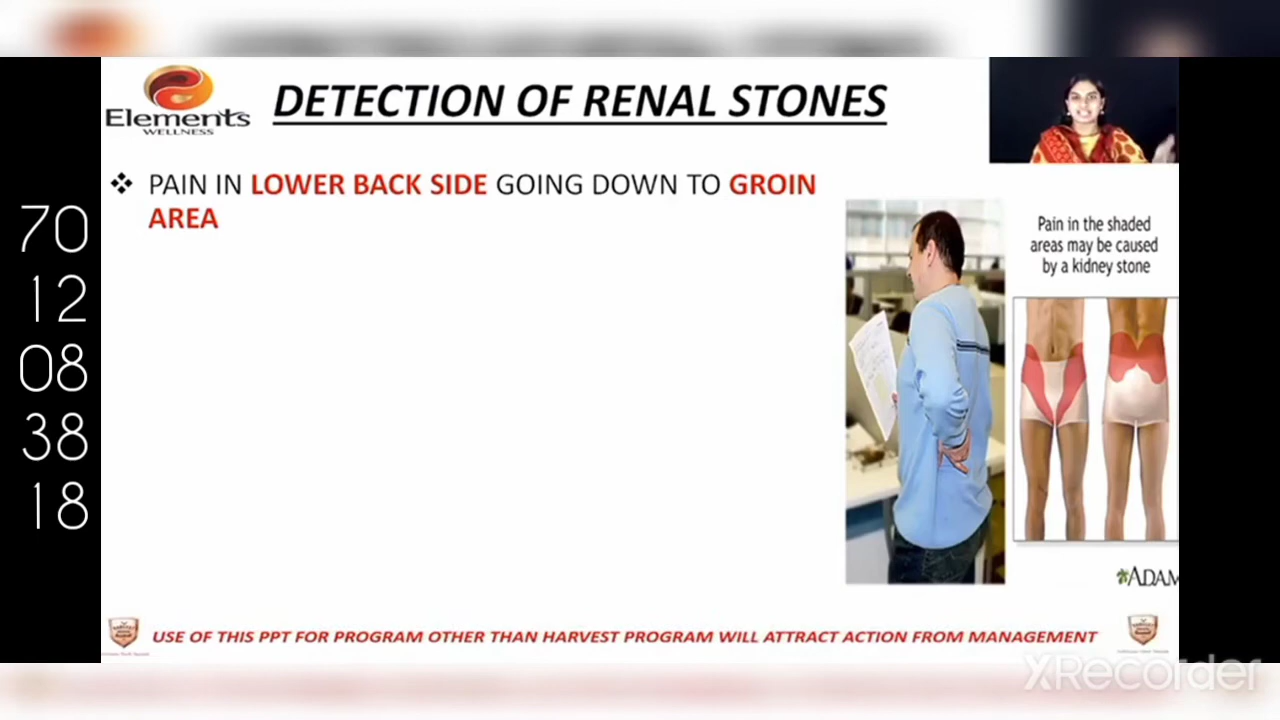 Elements
WELLNESS
DETECTION OF RENAL STONES
❖ PAIN IN LOWER BACK SIDE GOING DOWN TO GROIN
AREA
70
12
08
38
18
Pain in the shaded
areas may be caused
by a kidney stone
ADAM
USE OF THIS PPT FOR PROGRAM OTHER THAN HARVEST PROGRAM WILL ATTRACT ACTION FROM MANAGEMENT
XRecorder